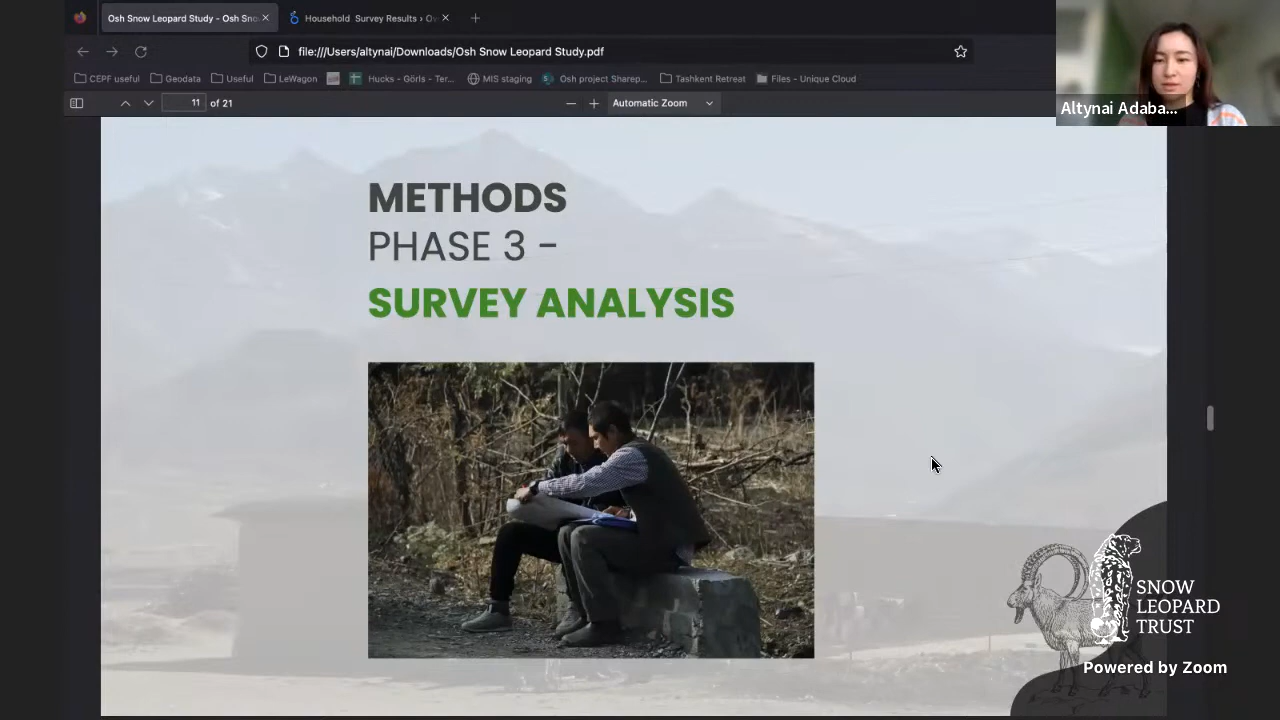 Osh Snow Leopard Study - Osh Sno
Household Survey Results › Ov
file:///Users/altynai/Downloads/Osh Snow Leopard Study.pdf
CEPF useful
Geodata
Useful
LeWagon
Hucks - Görls - Ter...
MIS staging
Osh project Sharep...
Tashkent Retreat
Files - Unique Cloud
11 of 21
Automatic Zoom
Altynai Adaba...
METHODS
PHASE 3 -
SURVEY ANALYSIS
SNOW
LEOPARD
TRUST
Powered by Zoom